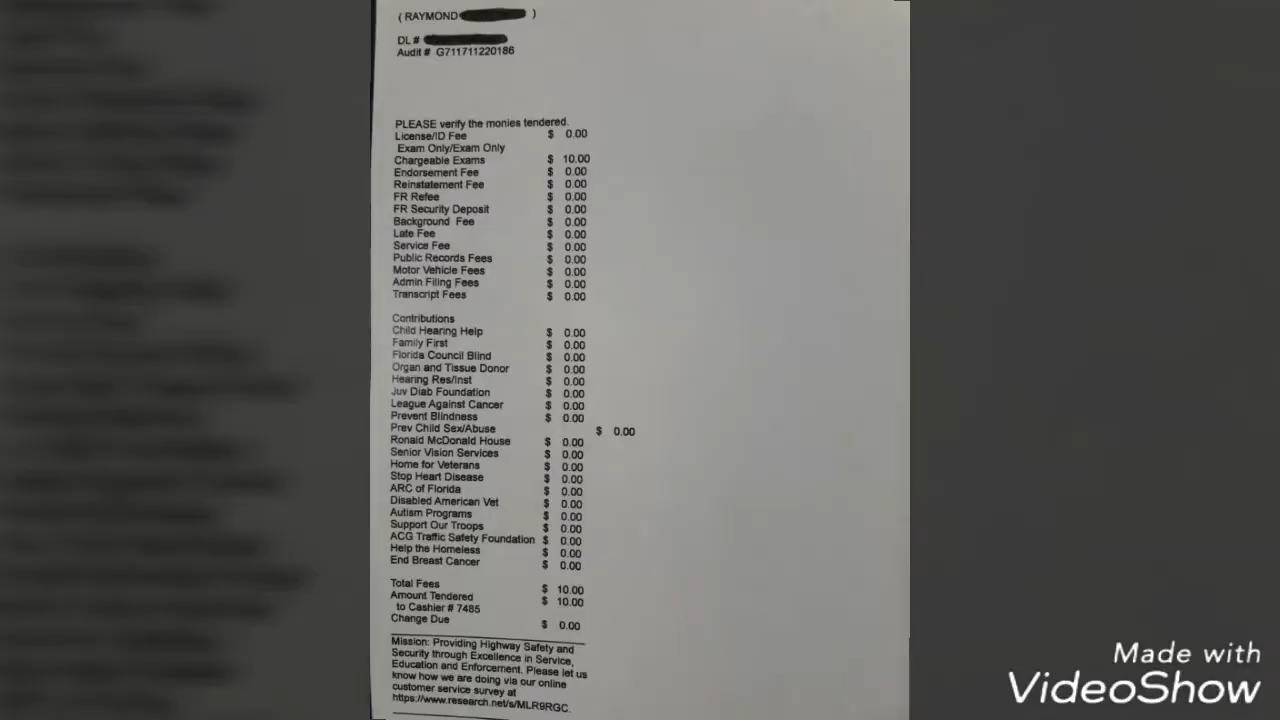 ( RAYMOND )
DL #
Audit # G711711220186
PLEASE verify the monies tendered.
License/ID Fee $ 0.00
Exam Only/Exam Only
Chargeable Exams $ 10.00
Endorsement Fee $ 0.00
Reinstatement Fee $ 0.00
FR Refee $ 0.00
FR Security Deposit $ 0.00
Background Fee $ 0.00
Late Fee $ 0.00
Service Fee $ 0.00
Public Records Fees $ 0.00
Motor Vehicle Fees $ 0.00
Admin Filing Fees $ 0.00
Transcript Fees $ 0.00
Contributions
Child Hearing Help $ 0.00
Family First $ 0.00
Florida Council Blind $ 0.00
Organ and Tissue Donor $ 0.00
Hearing Res/Inst $ 0.00
Juv Diab Foundation $ 0.00
League Against Cancer $ 0.00
Prevent Blindness $ 0.00
Prev Child Sex/Abuse $ 0.00
Ronald McDonald House $ 0.00
Senior Vision Services $ 0.00
Home for Veterans $ 0.00
Stop Heart Disease $ 0.00
ARC of Florida $ 0.00
Disabled American Vet $ 0.00
Autism Programs $ 0.00
Support Our Troops $ 0.00
ACG Traffic Safety Foundation $ 0.00
Help the Homeless $ 0.00
End Breast Cancer $ 0.00
Total Fees $ 10.00
Amount Tendered $ 10.00
to Cashier # 7485
Change Due $ 0.00
Mission: Providing Highway Safety and
Security through Excellence in Service,
Education and Enforcement. Please let us
know how we are doing via our online
customer service survey at
https://www.research.net/s/MLR9RGC.
Made with
VideoShow